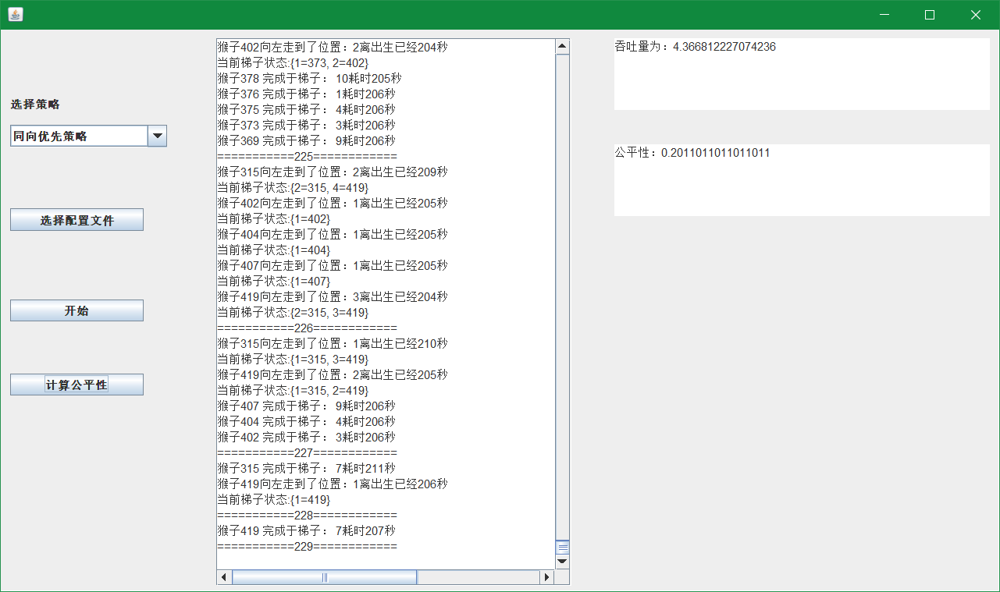 选择策略
同向优先策略
选择配置文件
开始
计算公平性
猴子402向左走到了位置：2离出生已经204秒
当前梯子状态:{1=373, 2=402}
猴子378 完成于梯子： 10耗时205秒
猴子376 完成于梯子： 1耗时206秒
猴子375 完成于梯子： 4耗时206秒
猴子373 完成于梯子： 3耗时206秒
猴子369 完成于梯子： 9耗时206秒
===========225============
猴子315向左走到了位置：2离出生已经209秒
当前梯子状态:{2=315, 4=419}
猴子402向左走到了位置：1离出生已经205秒
当前梯子状态:{1=402}
猴子404向左走到了位置：1离出生已经205秒
当前梯子状态:{1=404}
猴子407向左走到了位置：1离出生已经205秒
当前梯子状态:{1=407}
猴子419向左走到了位置：3离出生已经204秒
当前梯子状态:{2=315, 3=419}
===========226============
猴子315向左走到了位置：1离出生已经210秒
当前梯子状态:{1=315, 3=419}
猴子419向左走到了位置：2离出生已经205秒
当前梯子状态:{1=315, 2=419}
猴子407 完成于梯子： 9耗时206秒
猴子404 完成于梯子： 4耗时206秒
猴子402 完成于梯子： 3耗时206秒
===========227============
猴子315 完成于梯子： 7耗时211秒
猴子419向左走到了位置：1离出生已经206秒
当前梯子状态:{1=419}
===========228============
猴子419 完成于梯子： 7耗时207秒
===========229============
吞吐量为：4.366812227074236
公平性：0.2011011011011011